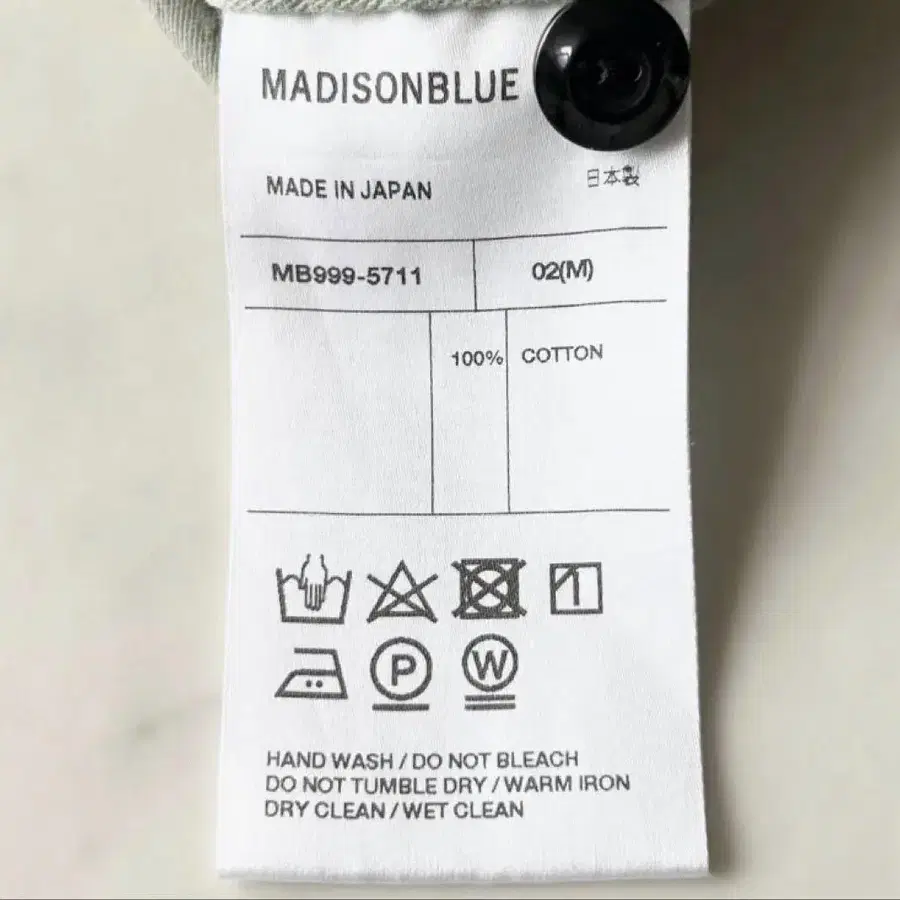 MADISONBLUE
MADE IN JAPAN 日本製
MB999-5711 02(M)
100% COTTON
P W
HAND WASH / DO NOT BLEACH
DO NOT TUMBLE DRY / WARM IRON
DRY CLEAN / WET CLEAN